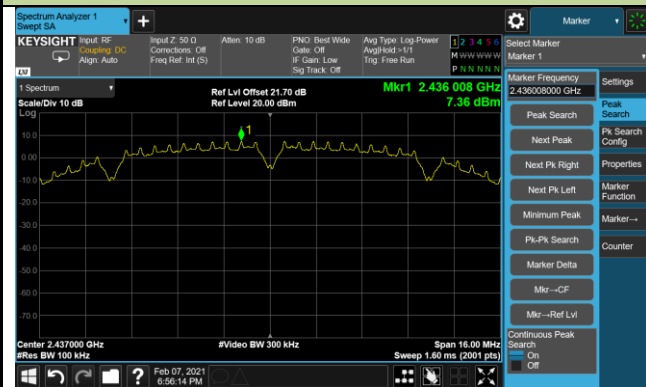 Spectrum Analyzer 1
Swept SA
KEYSIGHT
Input: RF
Coupling: DC
Align: Auto
Input Z: 50 Ω
Corrections: Off
Freq Ref: Int (S)
Atten: 10 dB
PNO: Best Wide
Gate: Off
IF Gain: Low
Sig Track: Off
Avg Type: Log-Power
Avg|Hold:>1/1
Trig: Free Run
1 2 3 4 5 6
M W W W W W
P N N N N N
LXI
1 Spectrum
Scale/Div 10 dB
Ref Lvl Offset 21.70 dB
Ref Level 20.00 dBm
Mkr1 2.436 008 GHz
7.36 dBm
Log
10.0
0.00
-10.0
-20.0
-30.0
-40.0
-50.0
-60.0
-70.0
1
Center 2.437000 GHz
#Res BW 100 kHz
#Video BW 300 kHz
Span 16.00 MHz
Sweep 1.60 ms (2001 pts)
Feb 07, 2021
6:56:14 PM
Marker
Select Marker
Marker 1
Marker Frequency
2.436008000 GHz
Peak Search
Next Peak
Next Pk Right
Next Pk Left
Minimum Peak
Pk-Pk Search
Marker Delta
Mkr→CF
Mkr→Ref Lvl
Continuous Peak
Search
On
Off
Settings
Peak
Search
Pk Search
Config
Properties
Marker
Function
Marker→
Counter